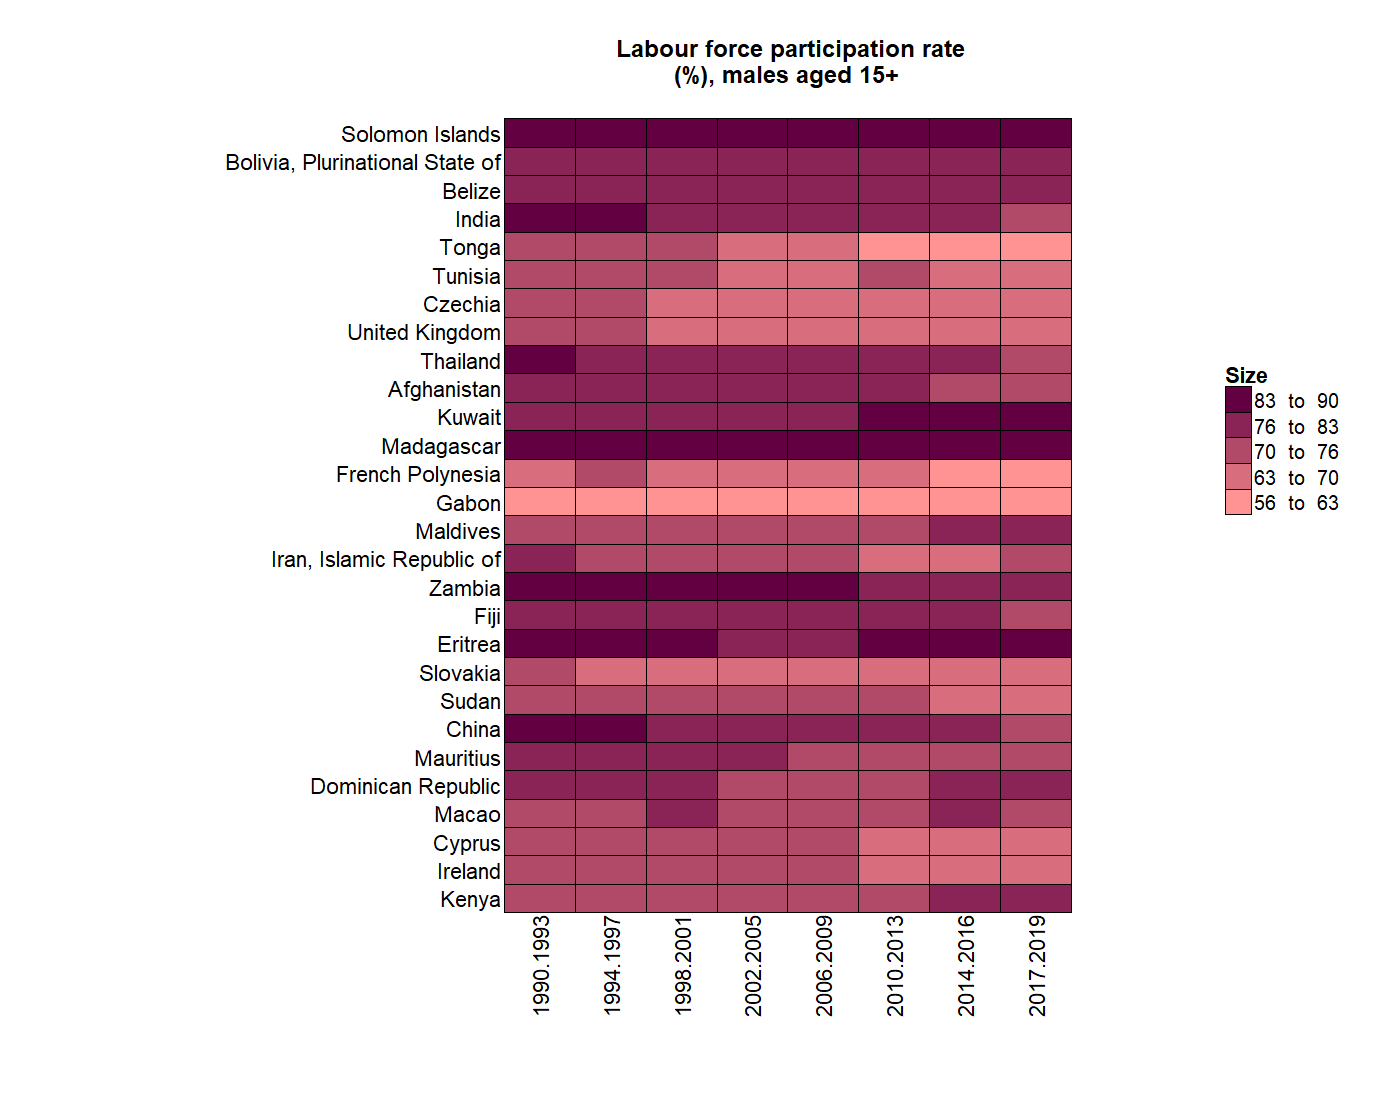 Labour force participation rate
(%), males aged 15+
Solomon Islands
Bolivia, Plurinational State of
Belize
India
Tonga
Tunisia
Czechia
United Kingdom
Thailand
Afghanistan
Kuwait
Madagascar
French Polynesia
Gabon
Maldives
Iran, Islamic Republic of
Zambia
Fiji
Eritrea
Slovakia
Sudan
China
Mauritius
Dominican Republic
Macao
Cyprus
Ireland
Kenya
1990.1993
1994.1997
1998.2001
2002.2005
2006.2009
2010.2013
2014.2016
2017.2019
Size
83 to 90
76 to 83
70 to 76
63 to 70
56 to 63